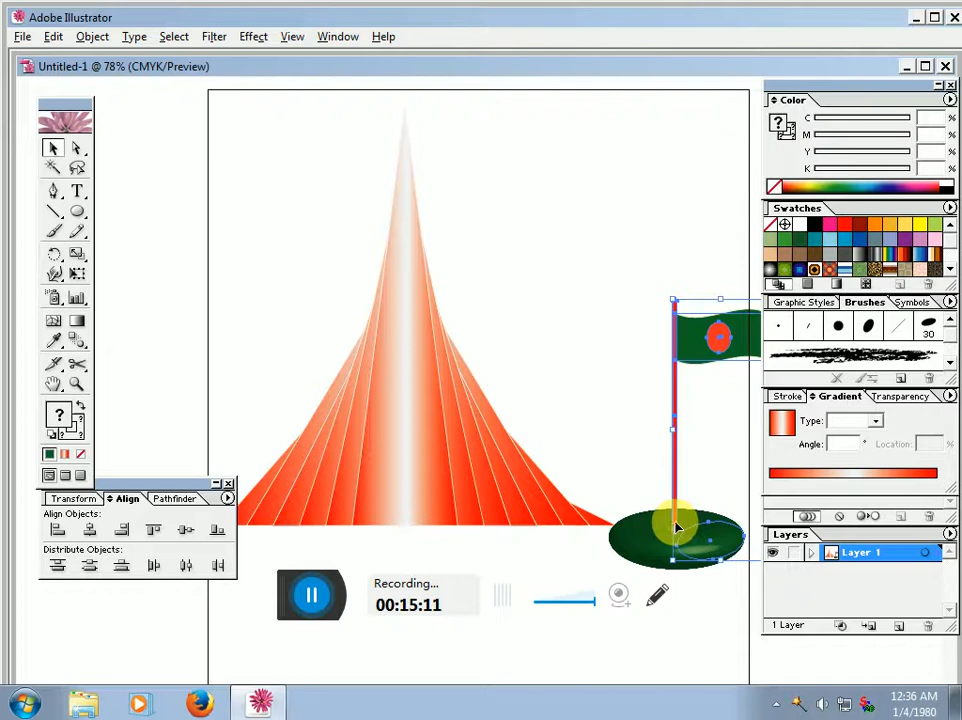 Adobe Illustrator
File Edit Object Type Select Filter Effect View Window Help
Untitled-1 @ 78% (CMYK/Preview)
Color
C %
M %
Y %
K %
Swatches
Graphic Styles Brushes Symbols
30
Stroke Gradient Transparency
Type:
Angle: ° Location: %
Transform Align Pathfinder
Align Objects:
Distribute Objects:
Layers
Layer 1
1 Layer
Recording...
00:15:11
12:36 AM
1/4/1980